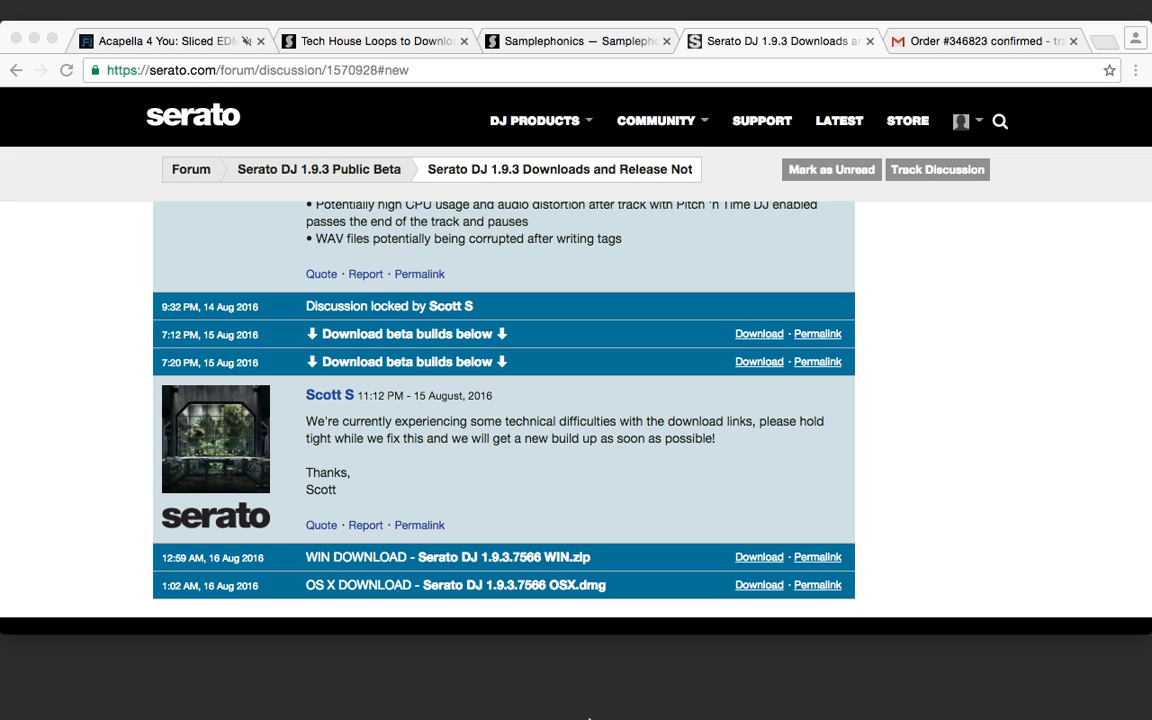 Acapella 4 You: Sliced EDM
Tech House Loops to Downlo
Samplephonics — Sampleph
Serato DJ 1.9.3 Downloads a
Order #346823 confirmed - t
https://serato.com/forum/discussion/1570928#new
serato
DJ PRODUCTS
COMMUNITY
SUPPORT
LATEST
STORE
Forum
Serato DJ 1.9.3 Public Beta
Serato DJ 1.9.3 Downloads and Release Not
Mark as Unread
Track Discussion
• Potentially high CPU usage and audio distortion after track with Pitch 'n Time DJ enabled
passes the end of the track and pauses
• WAV files potentially being corrupted after writing tags
Quote · Report · Permalink
9:32 PM, 14 Aug 2016 Discussion locked by Scott S
7:12 PM, 15 Aug 2016 ⬇ Download beta builds below ⬇ Download · Permalink
7:20 PM, 15 Aug 2016 ⬇ Download beta builds below ⬇ Download · Permalink
Scott S 11:12 PM - 15 August, 2016
We're currently experiencing some technical difficulties with the download links, please hold
tight while we fix this and we will get a new build up as soon as possible!
Thanks,
Scott
serato
Quote · Report · Permalink
12:59 AM, 16 Aug 2016 WIN DOWNLOAD - Serato DJ 1.9.3.7566 WIN.zip Download · Permalink
1:02 AM, 16 Aug 2016 OS X DOWNLOAD - Serato DJ 1.9.3.7566 OSX.dmg Download · Permalink